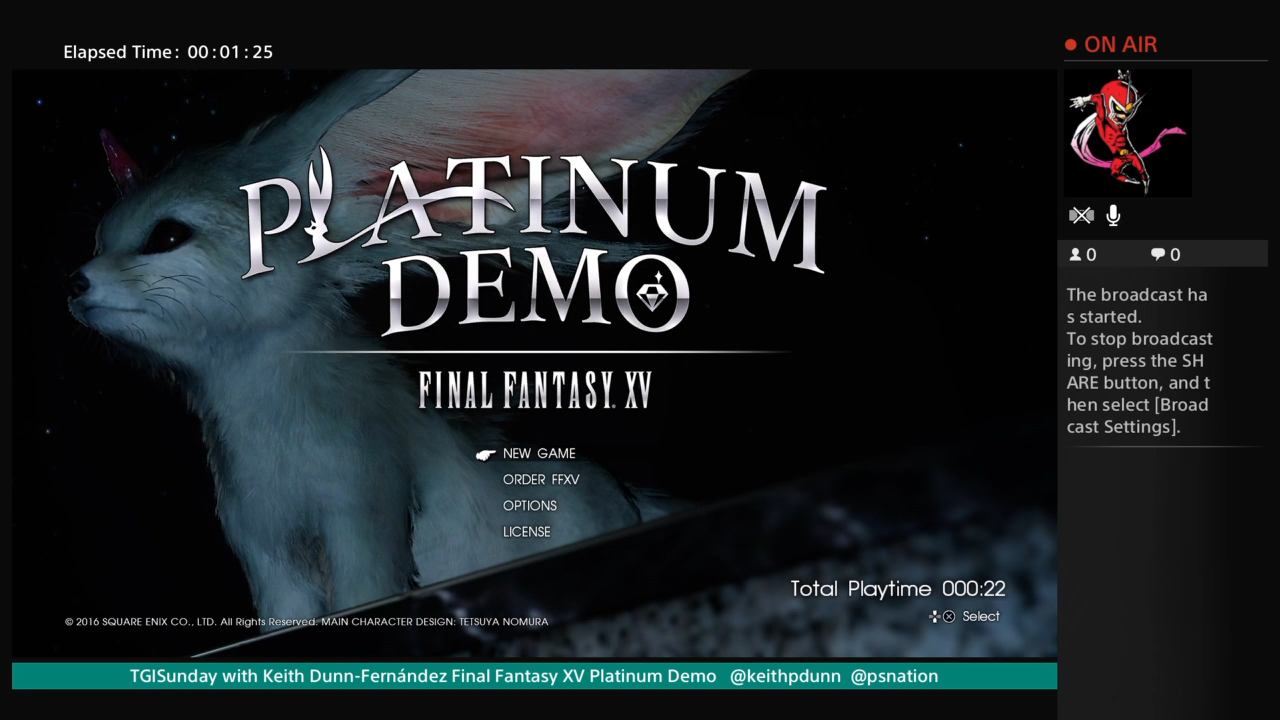 Elapsed Time: 00:01:25
ON AIR
PLATINUM
DEMO
FINAL FANTASY XV
NEW GAME
ORDER FFXV
OPTIONS
LICENSE
Total Playtime 000:22
Select
© 2016 SQUARE ENIX CO., LTD. All Rights Reserved. MAIN CHARACTER DESIGN: TETSUYA NOMURA
TGISunday with Keith Dunn-Fernández Final Fantasy XV Platinum Demo @keithpdunn @psnation
0 0
The broadcast ha
s started.
To stop broadcast
ing, press the SH
ARE button, and t
hen select [Broad
cast Settings].